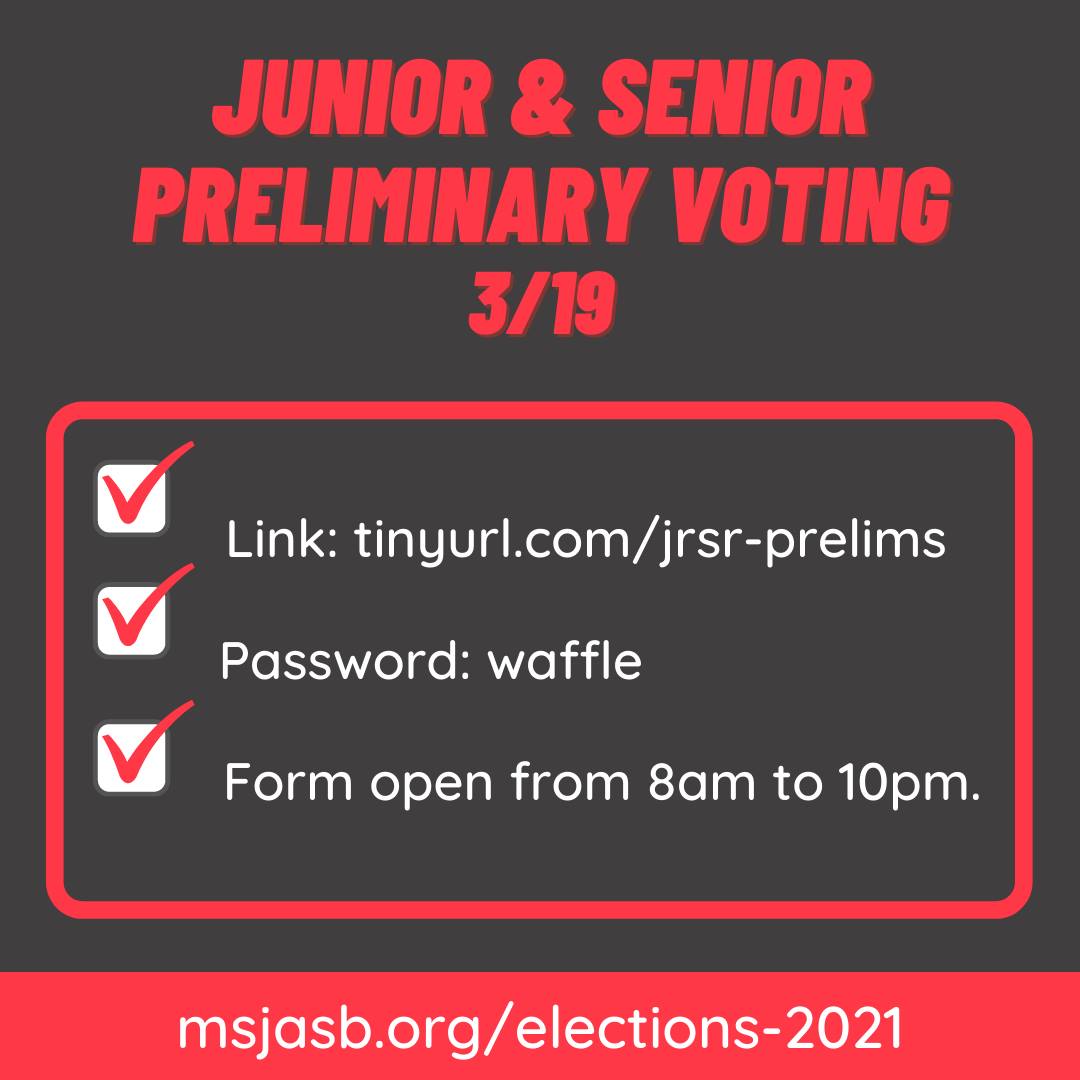 JUNIOR & SENIOR
PRELIMINARY VOTING
3/19
Link: tinyurl.com/jrsr-prelims
Password: waffle
Form open from 8am to 10pm.
msjasb.org/elections-2021